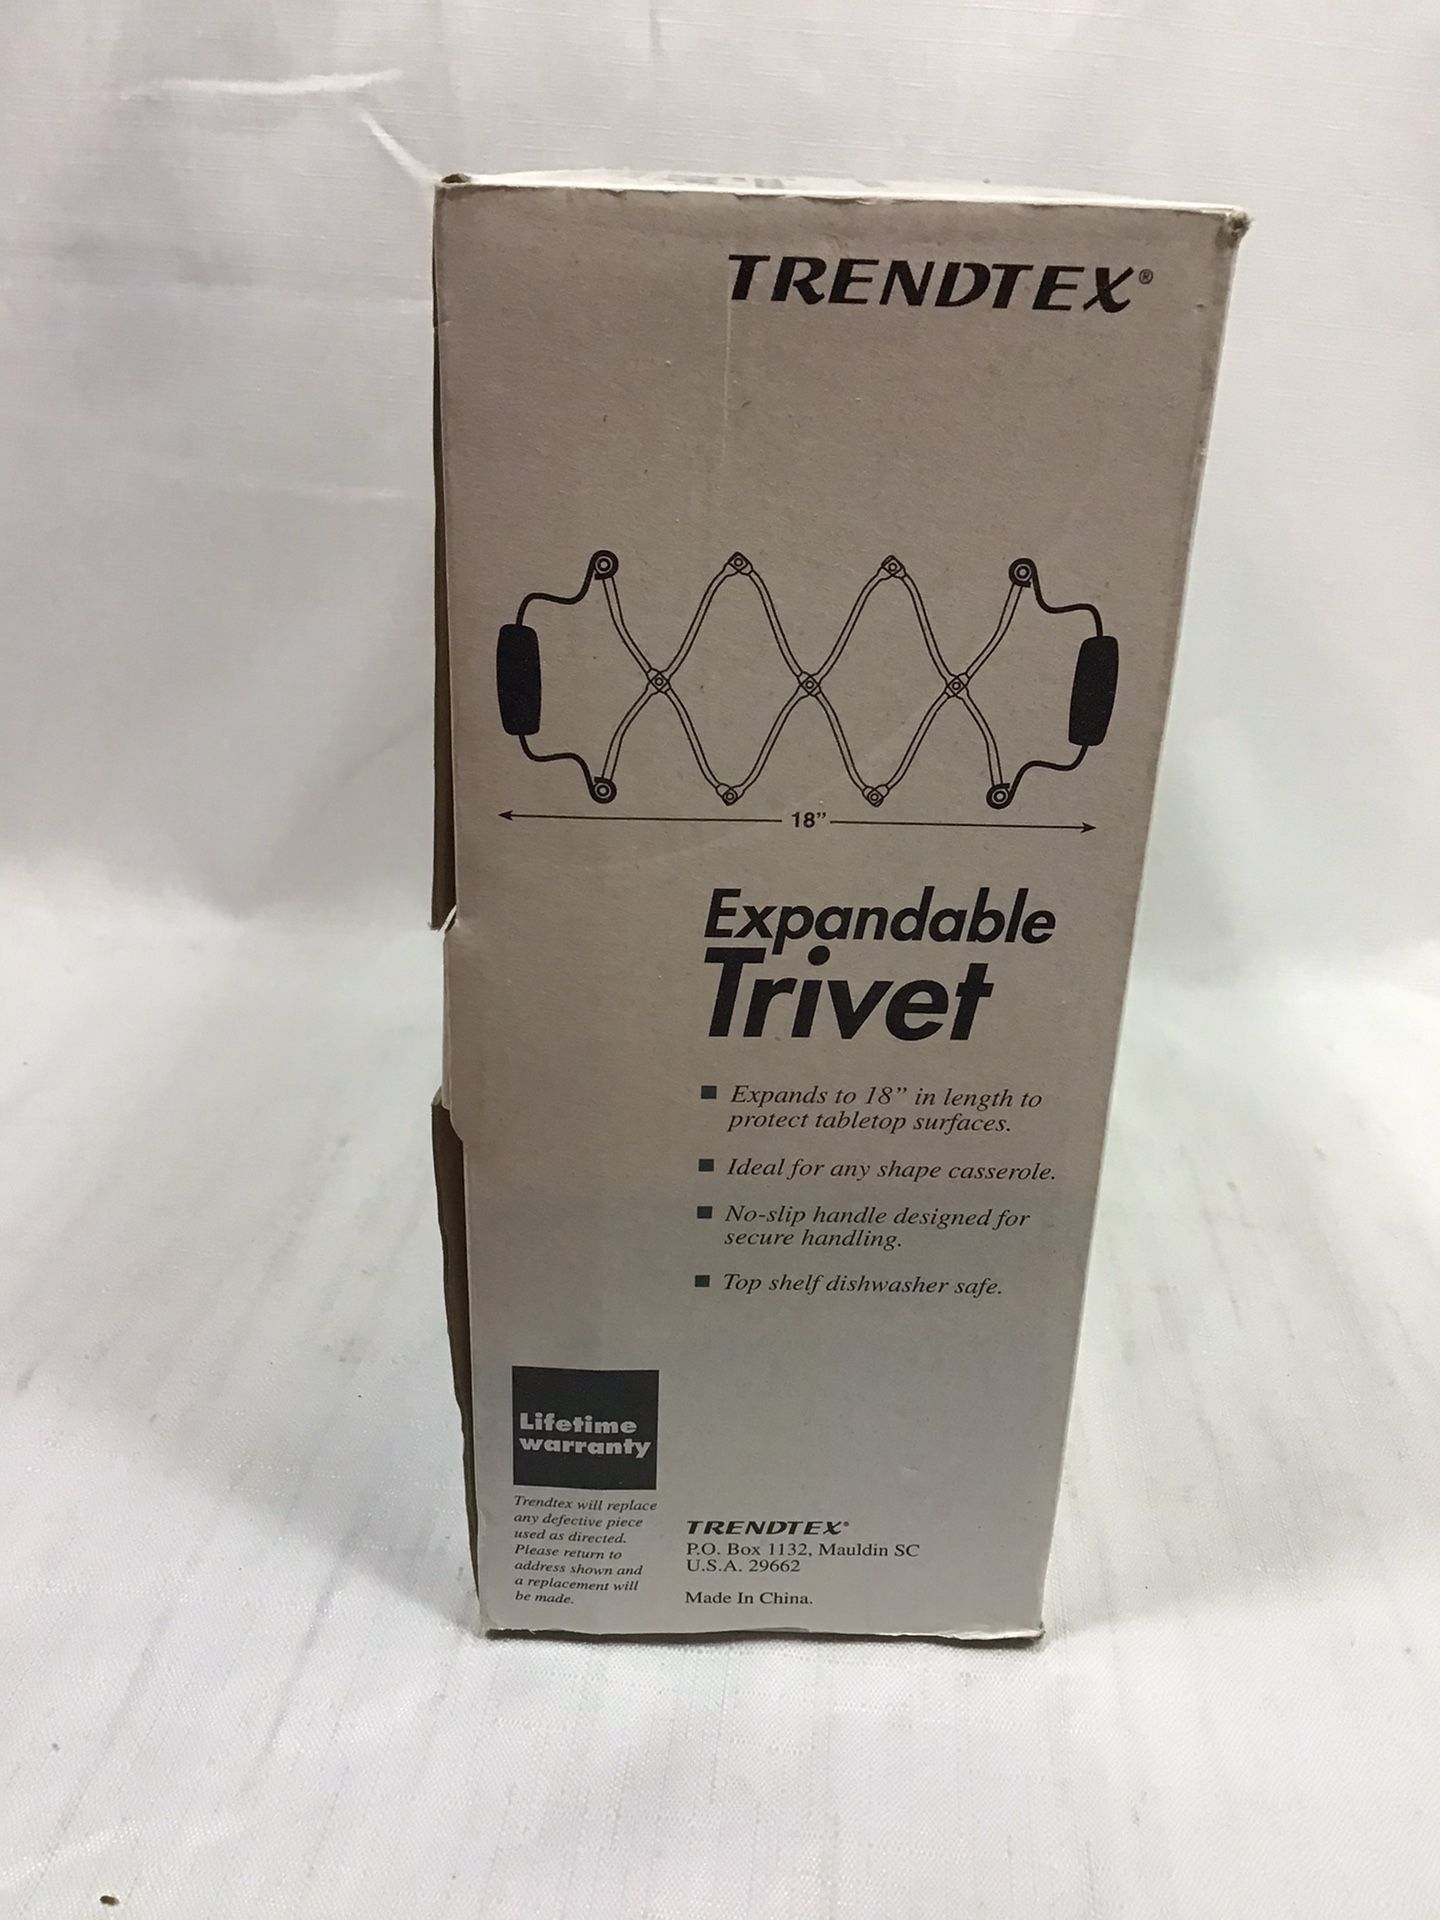 TRENDTEX®
18"
Expandable
Trivet
■ Expands to 18" in length to
protect tabletop surfaces.
■ Ideal for any shape casserole.
■ No-slip handle designed for
secure handling.
■ Top shelf dishwasher safe.
Lifetime
warranty
Trendtex will replace
any defective piece
used as directed.
Please return to
address shown and
a replacement will
be made.
TRENDTEX®
P.O. Box 1132, Mauldin SC
U.S.A. 29662
Made In China.